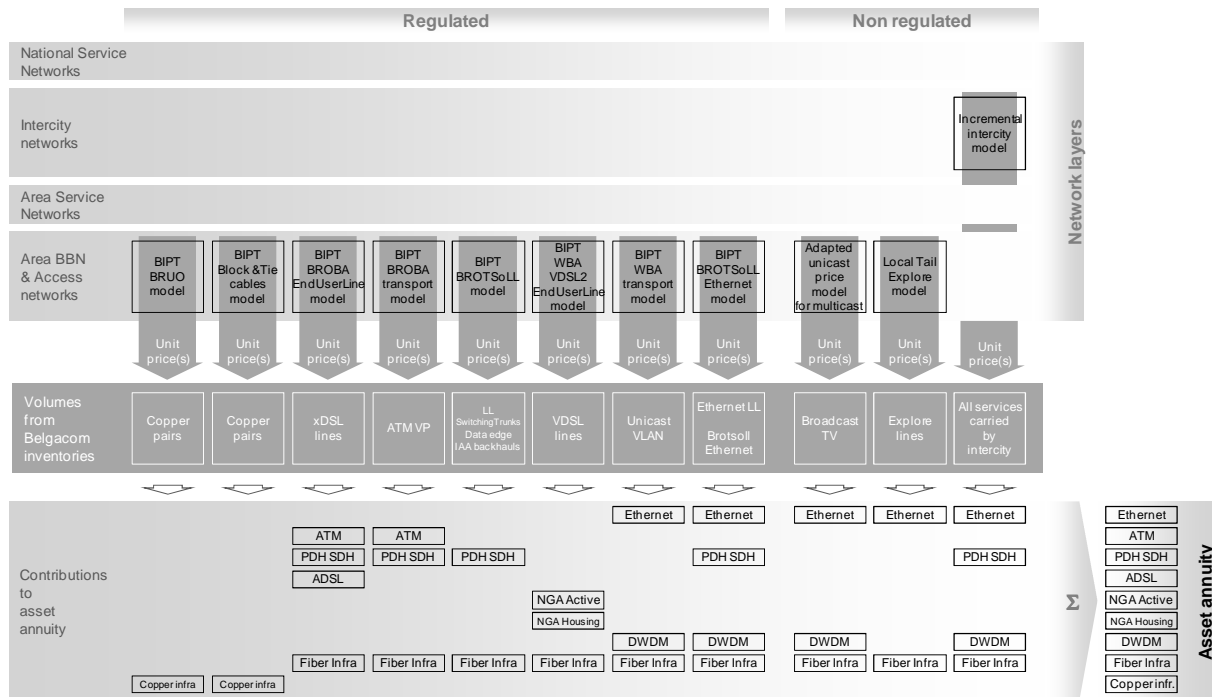 Regulated
Non regulated
National Service
Networks
Intercity
networks
Incremental
intercity
model
Area Service
Networks
Network layers
Area BBN
& Access
networks
BIPT
BRUO
model
BIPT
Block &Tie
cables
model
BIPT
BROBA
EndUserLine
model
BIPT
BROBA
transport
model
BIPT
BROTSoLL
model
BIPT
WBA
VDSL2
EndUserLine
model
BIPT
WBA
transport
model
BIPT
BROTSoLL
Ethernet
model
Adapted
unicast
price
model
for multicast
Local Tail
Explore model
Unit
price(s)
Unit
price(s)
Unit
price(s)
Unit
price(s)
Unit
price(s)
Unit
price(s)
Unit
price(s)
Unit
price(s)
Unit
price(s)
Unit
price(s)
Unit
price(s)
Volumes
from
Belgacom
inventories
Copper
pairs
Copper
pairs
xDSL
lines
ATM VP
LL
Switching Trunks
Data edge
IAA backhauls
VDSL
lines
Unicast
VLAN
Ethernet LL
Brotsoll
Ethernet
Broadcast
TV
Explore
lines
All services
carried
by
intercity
Contributions
to
asset
annuity
Ethernet
Ethernet
Ethernet
Ethernet
Ethernet
Ethernet
ATM
ATM
ATM
PDH SDH
PDH SDH
PDH SDH
PDH SDH
PDH SDH
PDH SDH
ADSL
ADSL
NGA Active
Σ
NGA Active
NGA Housing
NGA Housing
DWDM
DWDM
DWDM
DWDM
DWDM
Fiber Infra
Fiber Infra
Fiber Infra
Fiber Infra
Fiber Infra
Fiber Infra
Fiber Infra
Fiber Infra
Fiber Infra
Fiber Infra
Copper infra
Copper infra
Copper infr.
Asset annuity